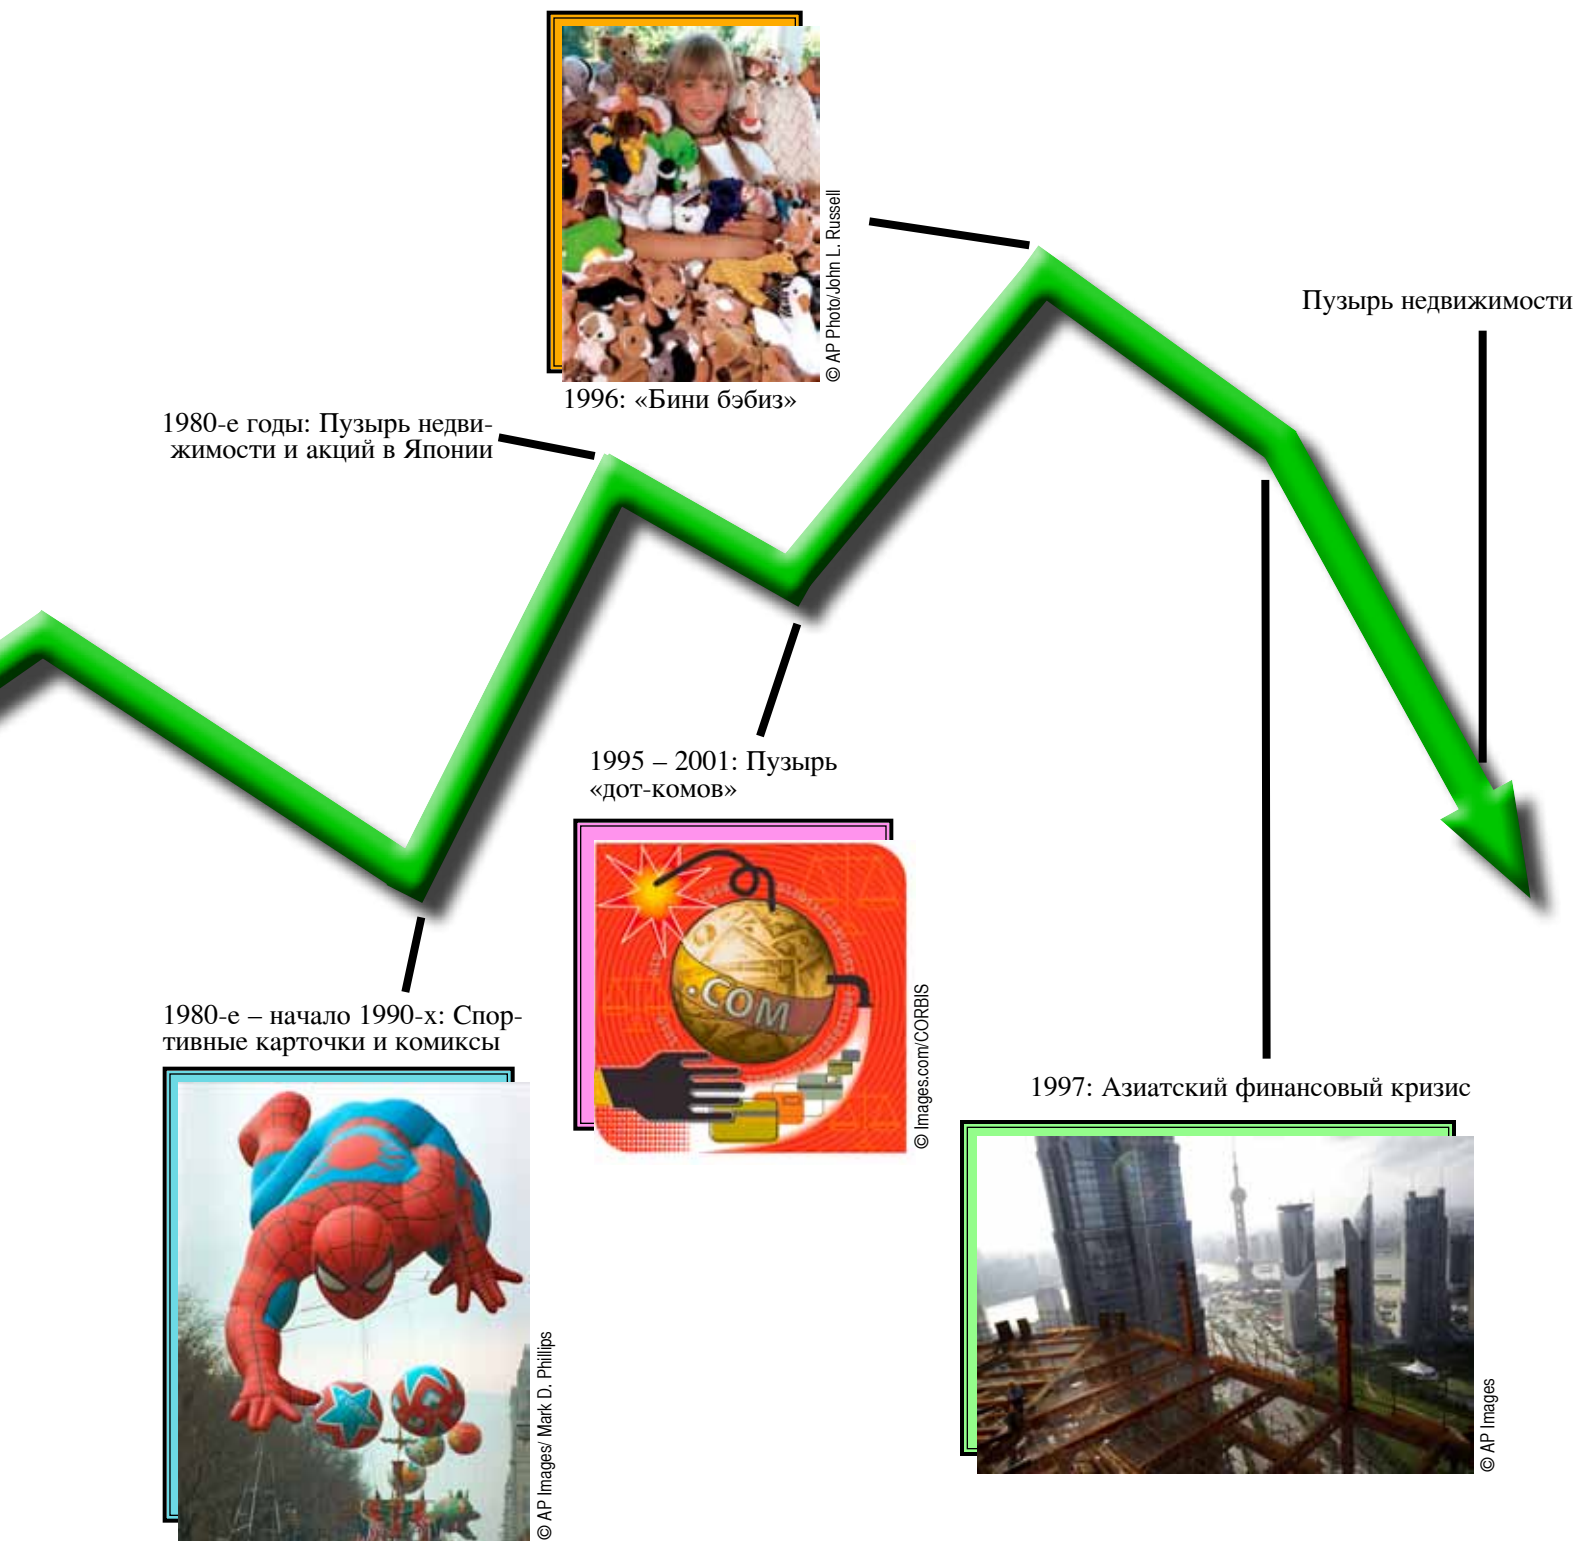 © AP Photo/John L. Russell
1996: «Бини бэбиз»
Пузырь недвижимости
1980-е годы: Пузырь недви-
жимости и акций в Японии
1995 – 2001: Пузырь
«дот-комов»
.COM
© Images.com/CORBIS
1980-е – начало 1990-х: Спор-
тивные карточки и комиксы
© AP Images/ Mark D. Phillips
1997: Азиатский финансовый кризис
© AP Images